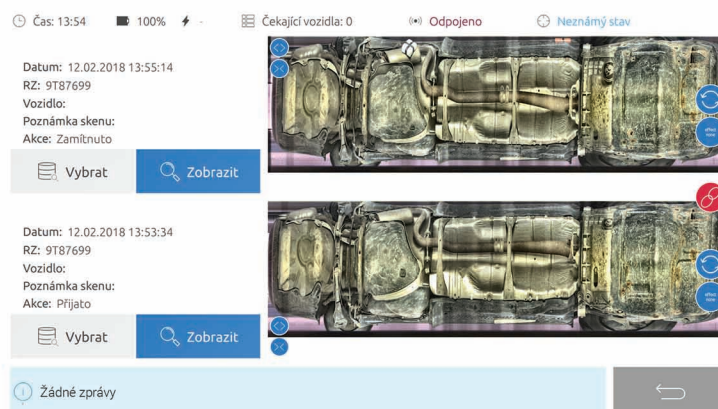 Čas: 13:54
100%
-
Čekající vozidla: 0
Odpojeno
Neznámý stav
Datum: 12.02.2018 13:55:14
RZ: 9T87699
Vozidlo:
Poznámka skenu:
Akce: Zamítnuto
Vybrat
Zobrazit
Datum: 12.02.2018 13:53:34
RZ: 9T87699
Vozidlo:
Poznámka skenu:
Akce: Přijato
Vybrat
Zobrazit
Žádné zprávy